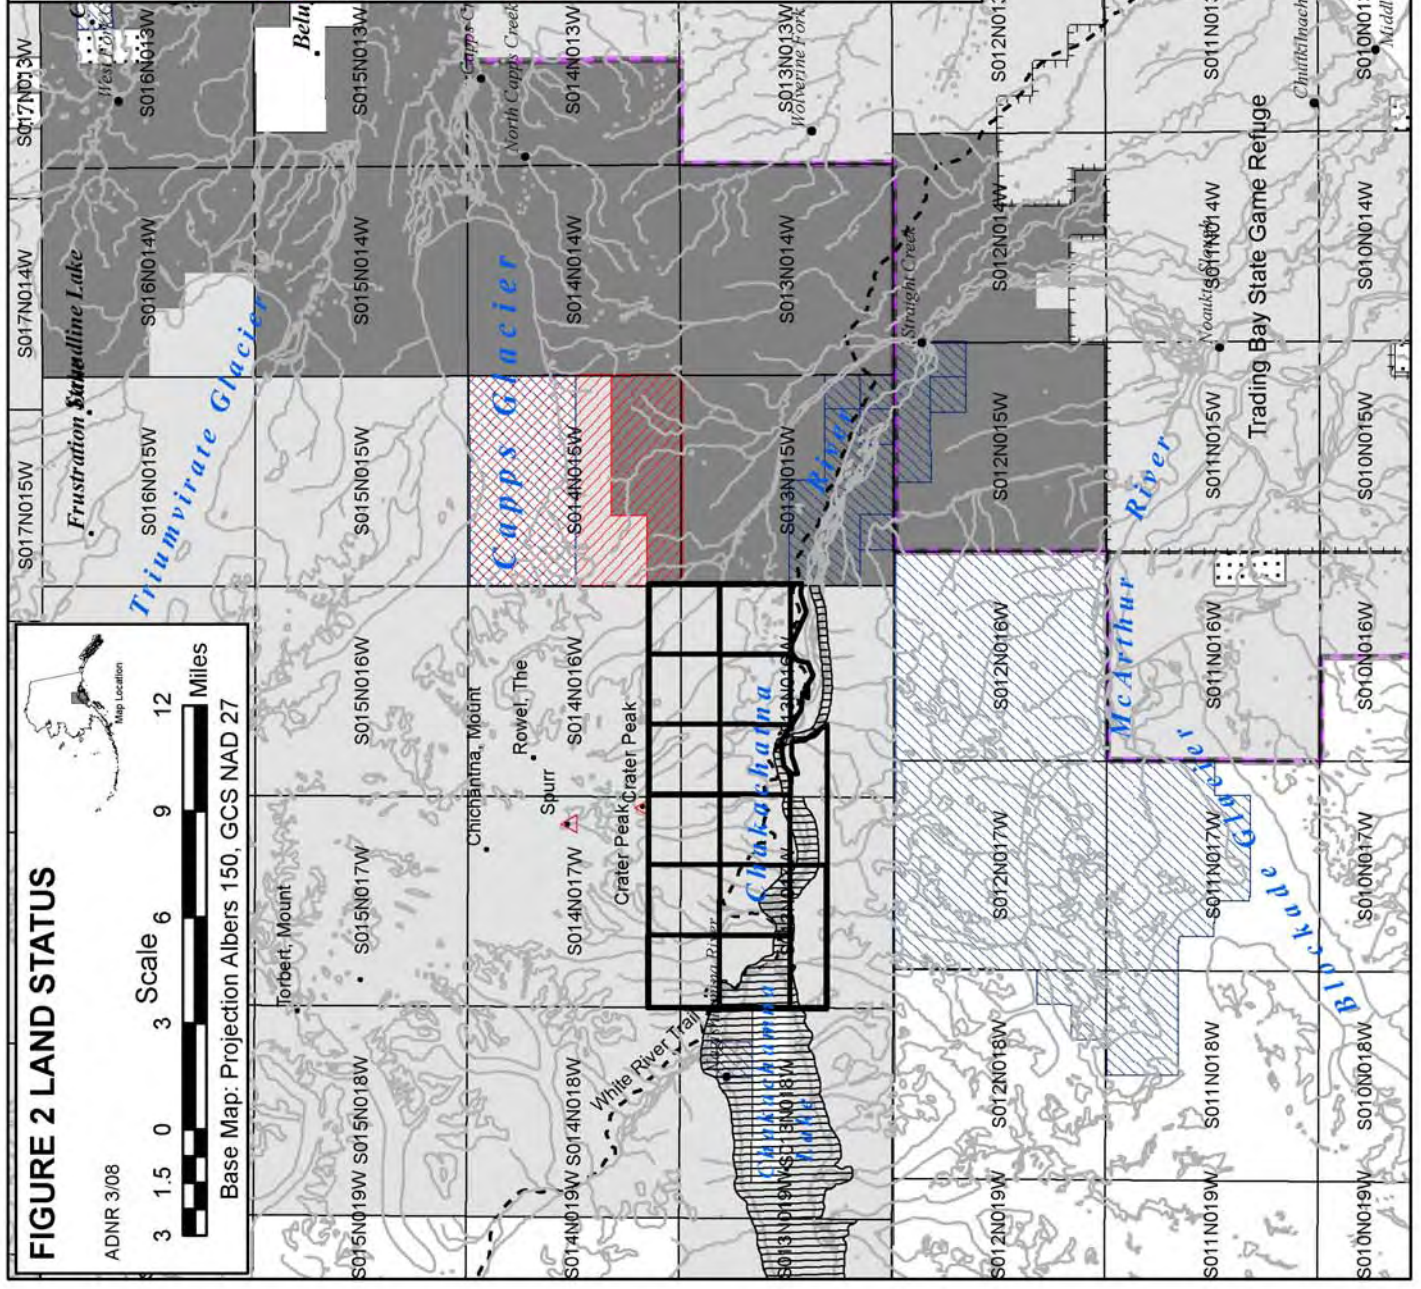 FIGURE 2 LAND STATUS
ADNR 3/08
Scale
3 1.5 0 3 6 9 12
Miles
Base Map: Projection Albers 150, GCS NAD 27
Map Location
S017N015W
S017N014W
S017N013W
Frustration
Lake
West Fork
S016N015W
S016N014W
S016N013W
Triumvirate Glacier
Torbert, Mount
S015N019W
S015N018W
S015N017W
S015N016W
S015N015W
S015N014W
S015N013W
Chichantna, Mount
Rowel, The
Spurr
Capps Glacier
North Capps Creek
S014N019W
S014N018W
S014N017W
S014N016W
S014N015W
S014N014W
S014N013W
Crater Peak
Crater Peak
White River Trail
Chakachatna
River
Chakachamna
Lake
S013N019W
S013N018W
S013N016W
S013N015W
S013N014W
S013N013W
Wolverine Fork
Straight Creek
S012N019W
S012N018W
S012N017W
S012N016W
S012N015W
S012N014W
McArthur
River
Noaukta Slough
Chuitkilnach
S011N019W
S011N018W
S011N017W
S011N016W
S011N015W
S011N014W
Trading Bay State Game Refuge
Blockade Glacier
Middl
S010N019W
S010N018W
S010N017W
S010N016W
S010N015W
S010N014W